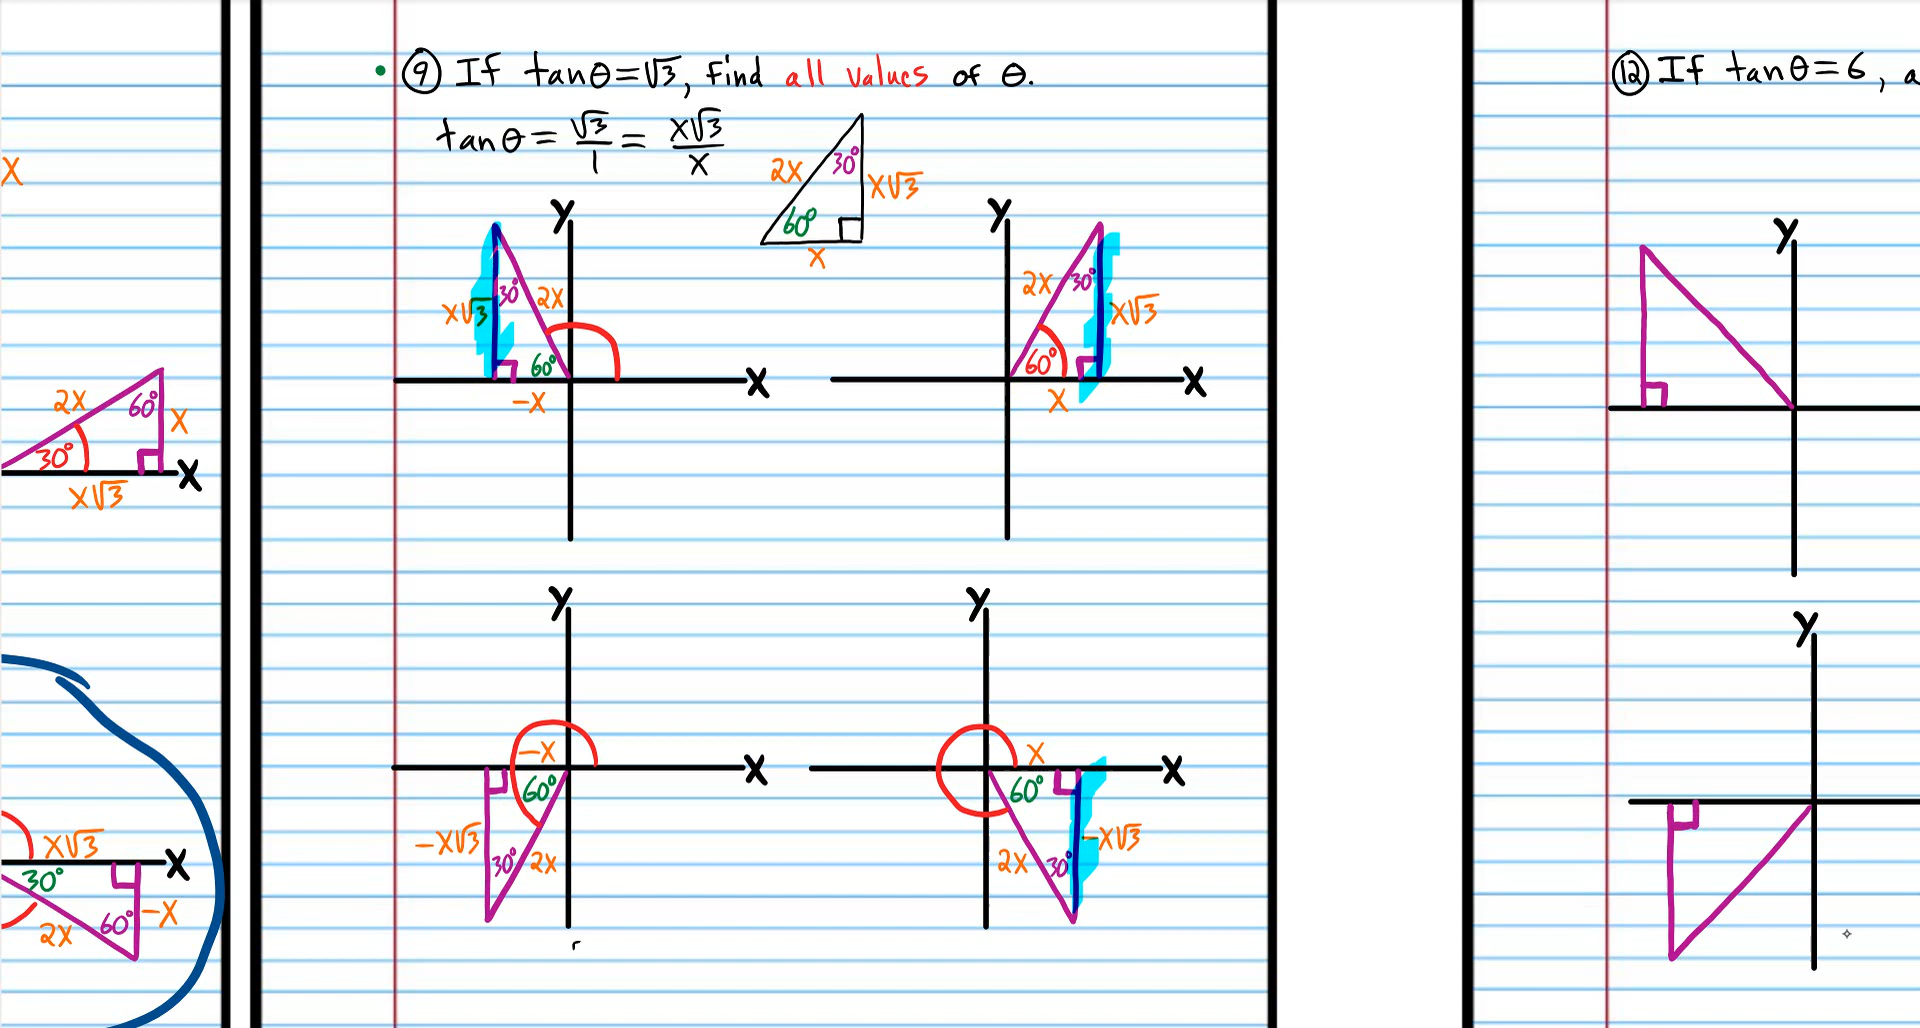 ⑨ If tanθ=√3, find all values of θ.
tanθ = √3/1 = x√3/x
2x 30° x√3
60°
x
y
x√3 30° 2x
60°
x
-x
y
2x 30° x√3
60°
x
x
y
-x
x
60°
-x√3
30° 2x
y
x
x
60°
-x√3
2x 30°
x
2x 60° x
30°
x
x√3
x√3
x
30°
60° -x
2x
⑫ If tanθ=6, a
y
y